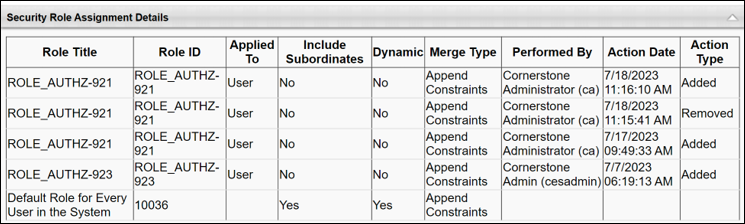 Security Role Assignment Details
Role Title Role ID Applied To Include Subordinates Dynamic Merge Type Performed By Action Date Action Type
ROLE_AUTHZ-921 ROLE_AUTHZ-921 User No No Append Constraints Cornerstone Administrator (ca) 7/18/2023 11:16:10 AM Added
ROLE_AUTHZ-921 ROLE_AUTHZ-921 User No No Append Constraints Cornerstone Administrator (ca) 7/18/2023 11:15:41 AM Removed
ROLE_AUTHZ-921 ROLE_AUTHZ-921 User No No Append Constraints Cornerstone Administrator (ca) 7/17/2023 09:49:33 AM Added
ROLE_AUTHZ-923 ROLE_AUTHZ-923 User No No Append Constraints Cornerstone Admin (cesadmin) 7/7/2023 06:19:13 AM Added
Default Role for Every User in the System 10036 Yes Yes Append Constraints